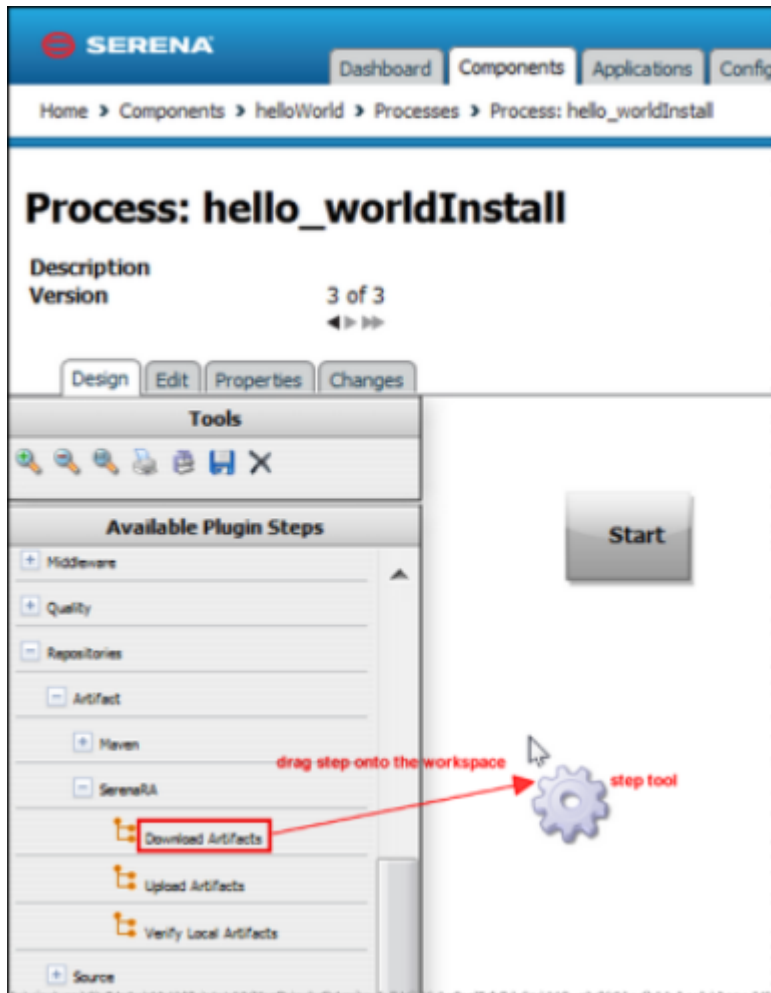 SERENA
Dashboard Components Applications Config
Home > Components > helloWorld > Processes > Process: hello_worldInstall
Process: hello_worldInstall
Description
Version 3 of 3
Design Edit Properties Changes
Tools
Available Plugin Steps
Start
Middleware
Quality
Repositories
Artifact
Maven
drag step onto the workspace
SerenaRA
step tool
Download Artifacts
Upload Artifacts
Verify Local Artifacts
Source